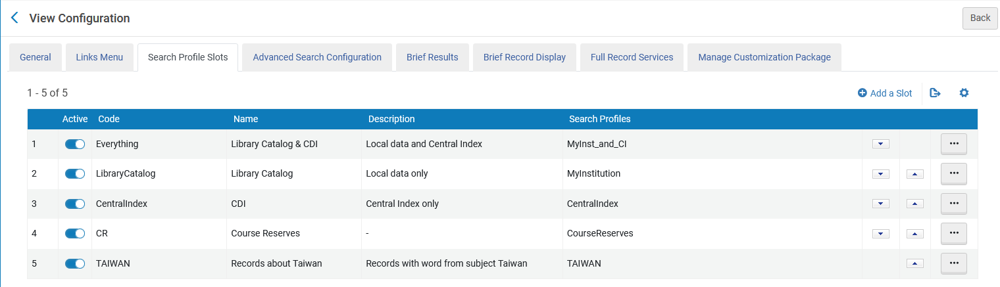 View Configuration
Back
General Links Menu Search Profile Slots Advanced Search Configuration Brief Results Brief Record Display Full Record Services Manage Customization Package
1 - 5 of 5
Add a Slot
Active Code Name Description Search Profiles
1 Everything Library Catalog & CDI Local data and Central Index MyInst_and_CI
2 LibraryCatalog Library Catalog Local data only MyInstitution
3 CentralIndex CDI Central Index only CentralIndex
4 CR Course Reserves - CourseReserves
5 TAIWAN Records about Taiwan Records with word from subject Taiwan TAIWAN